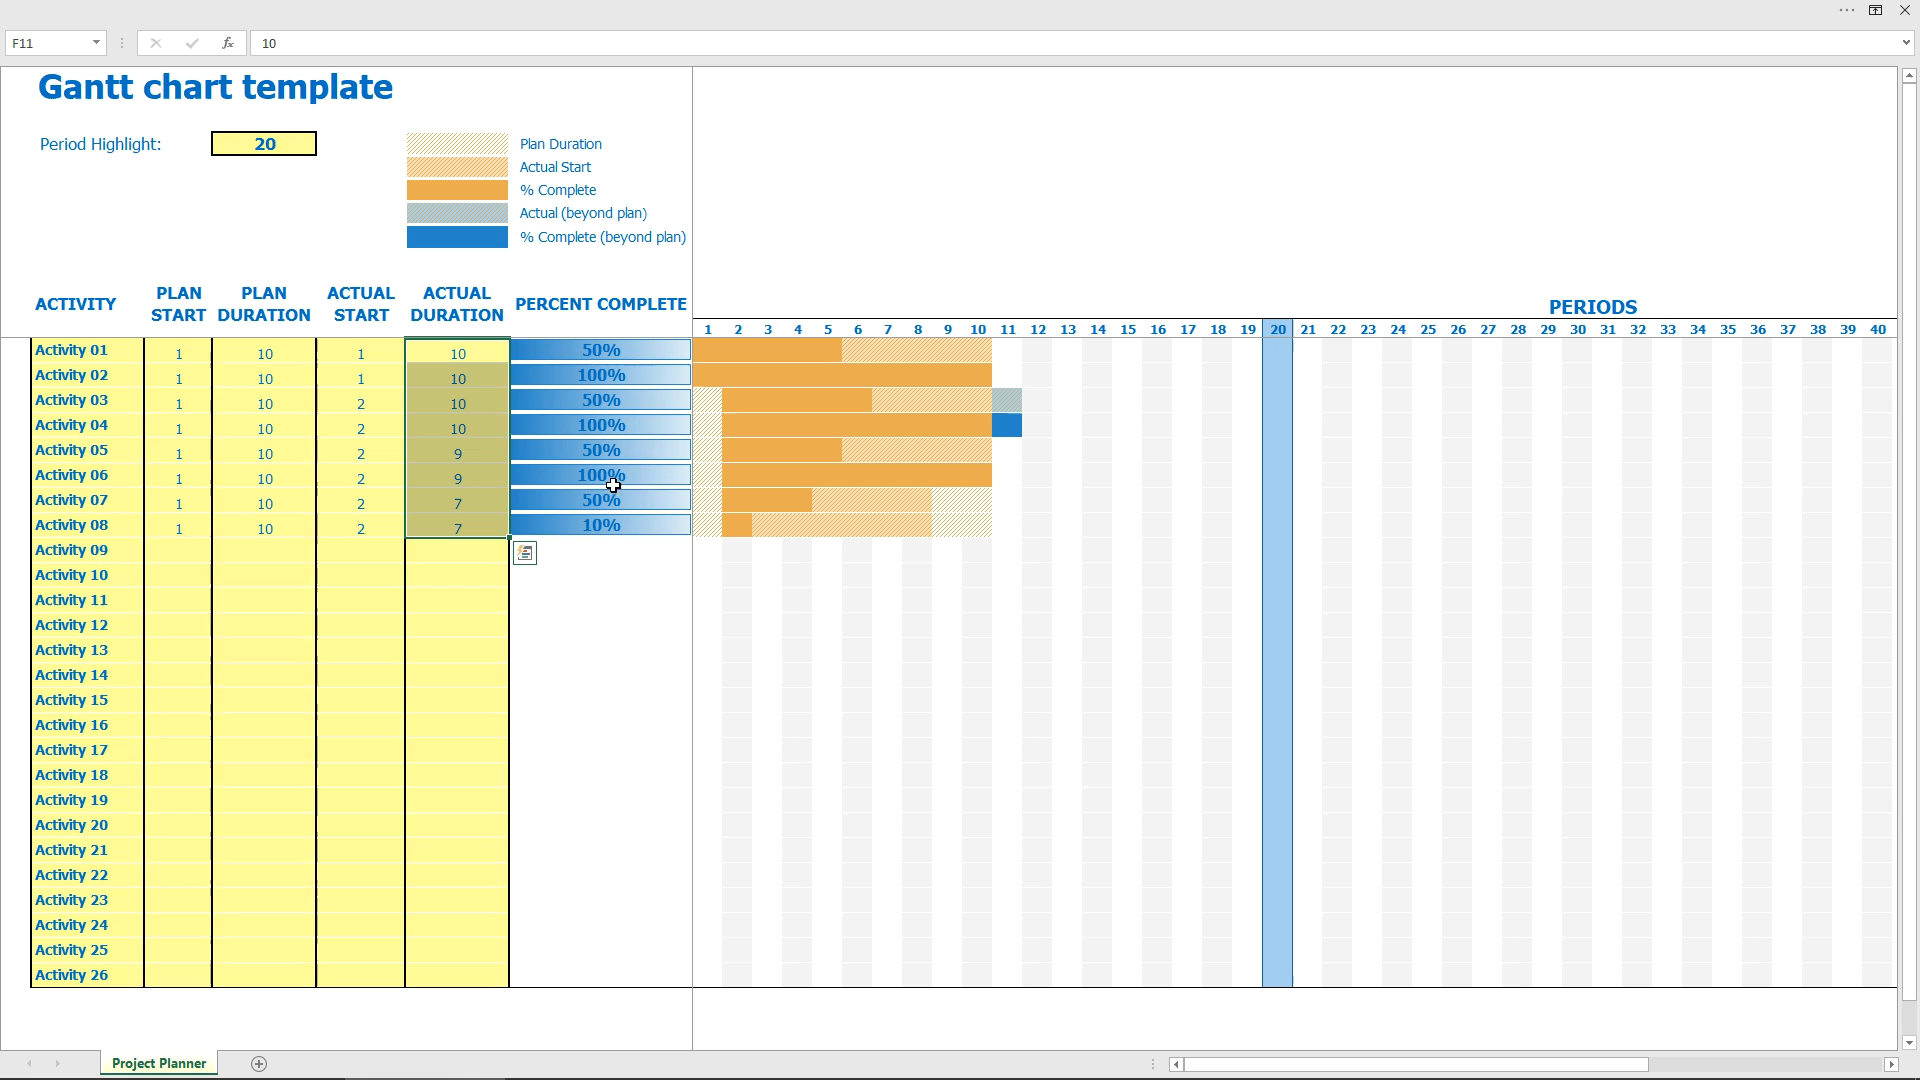 F11
fx
10
Gantt chart template
Period Highlight:
20
Plan Duration
Actual Start
% Complete
Actual (beyond plan)
% Complete (beyond plan)
ACTIVITY PLAN START PLAN DURATION ACTUAL START ACTUAL DURATION PERCENT COMPLETE PERIODS
1 2 3 4 5 6 7 8 9 10 11 12 13 14 15 16 17 18 19 20 21 22 23 24 25 26 27 28 29 30 31 32 33 34 35 36 37 38 39 40
Activity 01 1 10 1 10 50%
Activity 02 1 10 1 10 100%
Activity 03 1 10 2 10 50%
Activity 04 1 10 2 10 100%
Activity 05 1 10 2 9 50%
Activity 06 1 10 2 9 100%
Activity 07 1 10 2 7 50%
Activity 08 1 10 2 7 10%
Activity 09
Activity 10
Activity 11
Activity 12
Activity 13
Activity 14
Activity 15
Activity 16
Activity 17
Activity 18
Activity 19
Activity 20
Activity 21
Activity 22
Activity 23
Activity 24
Activity 25
Activity 26
Project Planner